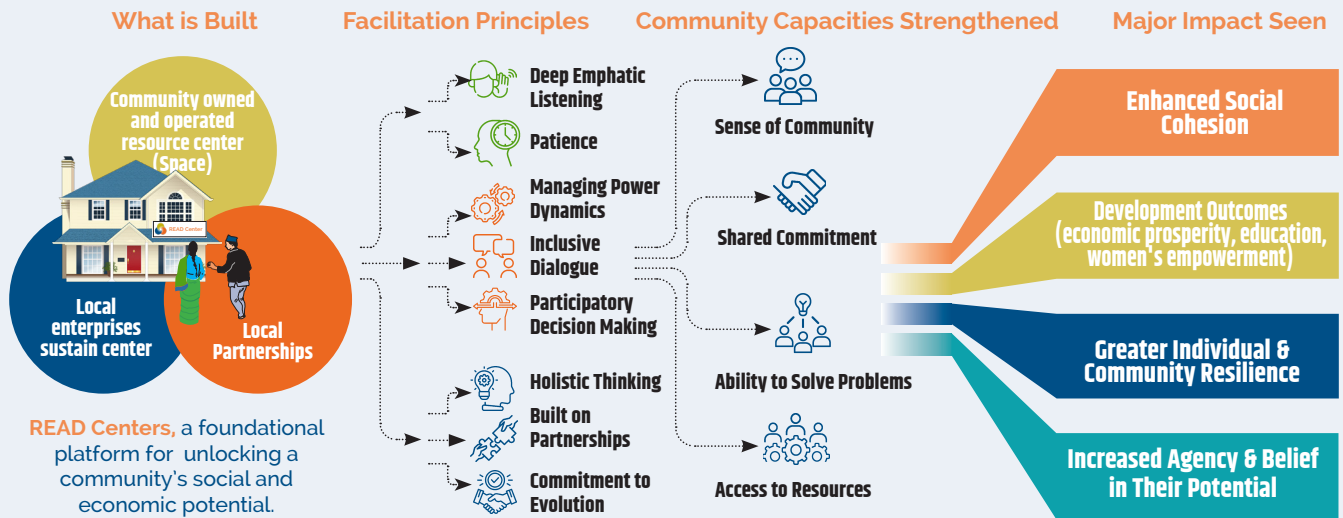 What is Built
Community owned
and operated
resource center
(Space)
READ Center
Local
enterprises
sustain center
Local
Partnerships
READ Centers, a foundational
platform for unlocking a
community's social and
economic potential.
Facilitation Principles
Deep Emphatic
Listening
Patience
Managing Power
Dynamics
Inclusive
Dialogue
Participatory
Decision Making
Holistic Thinking
Built on
Partnerships
Commitment to
Evolution
Community Capacities Strengthened
Sense of Community
Shared Commitment
Ability to Solve Problems
Access to Resources
Major Impact Seen
Enhanced Social
Cohesion
Development Outcomes
(economic prosperity, education,
women's empowerment)
Greater Individual &
Community Resilience
Increased Agency & Belief
in Their Potential